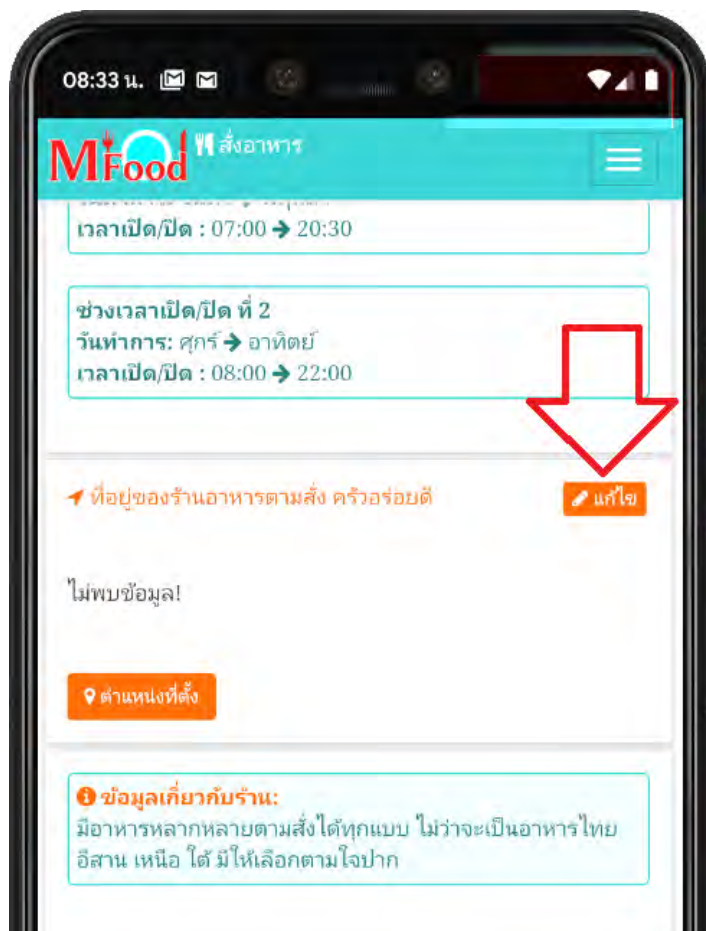 08:33 น.
MFood สั่งอาหาร
เวลาเปิด/ปิด : 07:00 → 20:30
ช่วงเวลาเปิด/ปิด ที่ 2
วันทำการ: ศุกร์ → อาทิตย์
เวลาเปิด/ปิด : 08:00 → 22:00
ที่อยู่ของร้านอาหารตามสั่ง ครัวอร่อยดี
แก้ไข
ไม่พบข้อมูล!
ตำแหน่งที่ตั้ง
ข้อมูลเกี่ยวกับร้าน:
มีอาหารหลากหลายตามสั่งได้ทุกแบบ ไม่ว่าจะเป็นอาหารไทย
อีสาน เหนือ ใต้ มีให้เลือกตามใจปาก